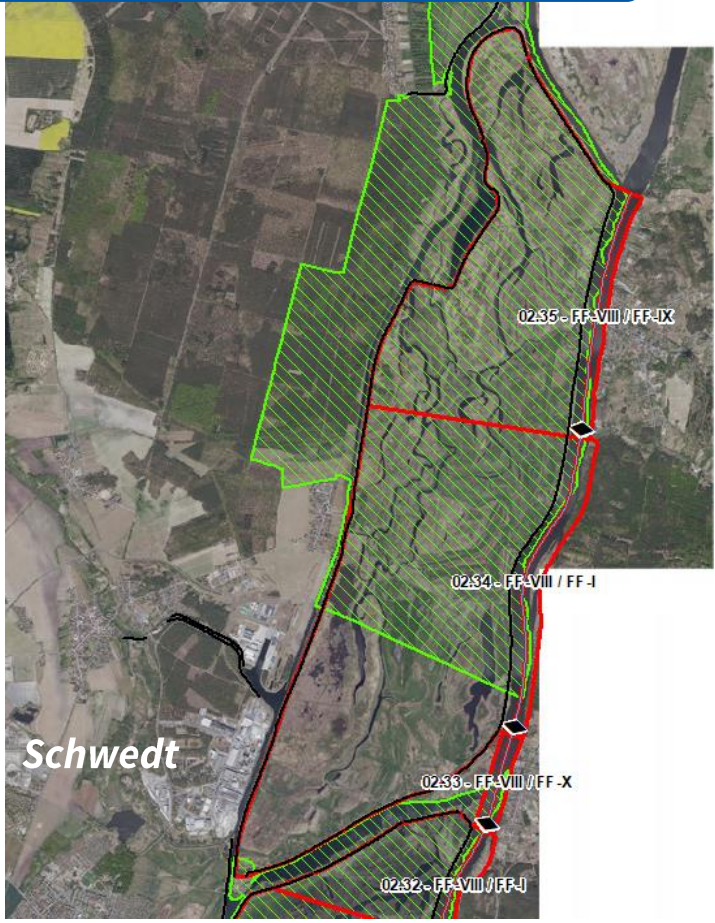 02.35 - FF-VIII / FF-IX
02.34 - FF-VIII / FF-I
Schwedt
02.33 - FF-VIII / FF-X
02.32 - FF-VIII / FF-I